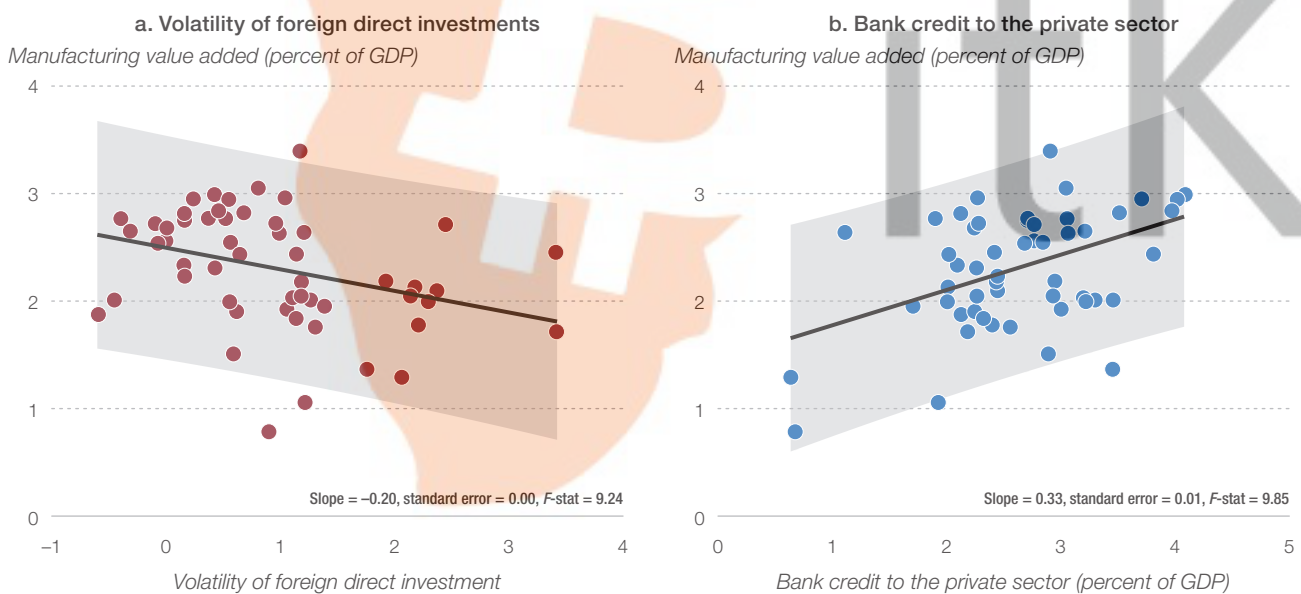 a. Volatility of foreign direct investments
Manufacturing value added (percent of GDP)
4
3
2
1
0
Slope = –0.20, standard error = 0.00, F-stat = 9.24
–1 0 1 2 3 4
Volatility of foreign direct investment
b. Bank credit to the private sector
Manufacturing value added (percent of GDP)
4
3
2
1
0
Slope = 0.33, standard error = 0.01, F-stat = 9.85
0 1 2 3 4 5
Bank credit to the private sector (percent of GDP)
itK